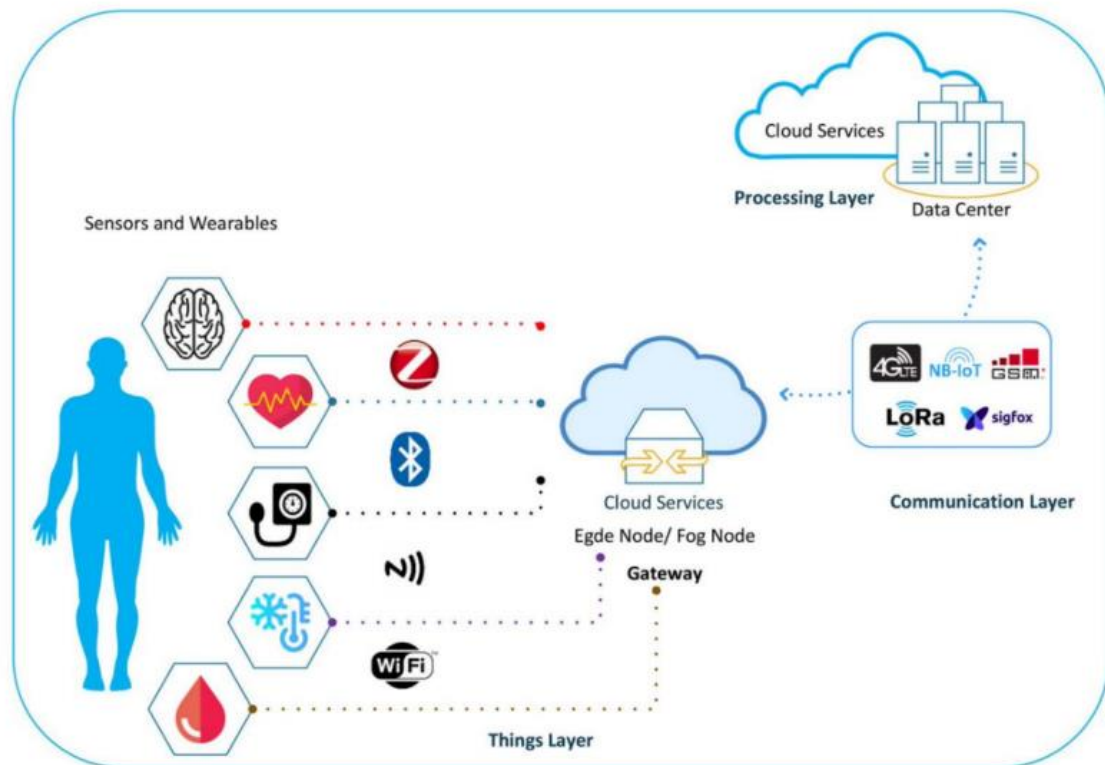 Cloud Services
Processing Layer
Data Center
Sensors and Wearables
4G LTE
NB-IoT
GSM
LoRa
sigfox
Communication Layer
Cloud Services
Egde Node/ Fog Node
Gateway
WiFi
Things Layer